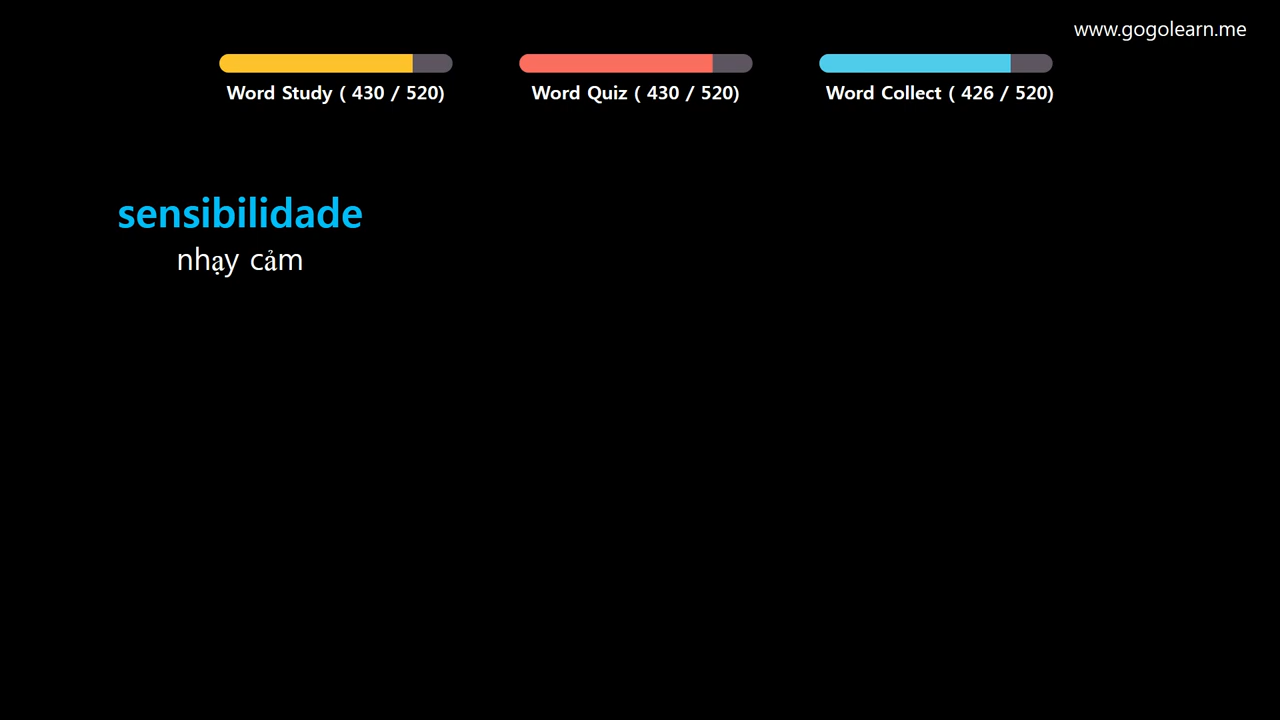 www.gogolearn.me
Word Study ( 430 / 520)
Word Quiz ( 430 / 520)
Word Collect ( 426 / 520)
sensibilidade
nhạy cảm